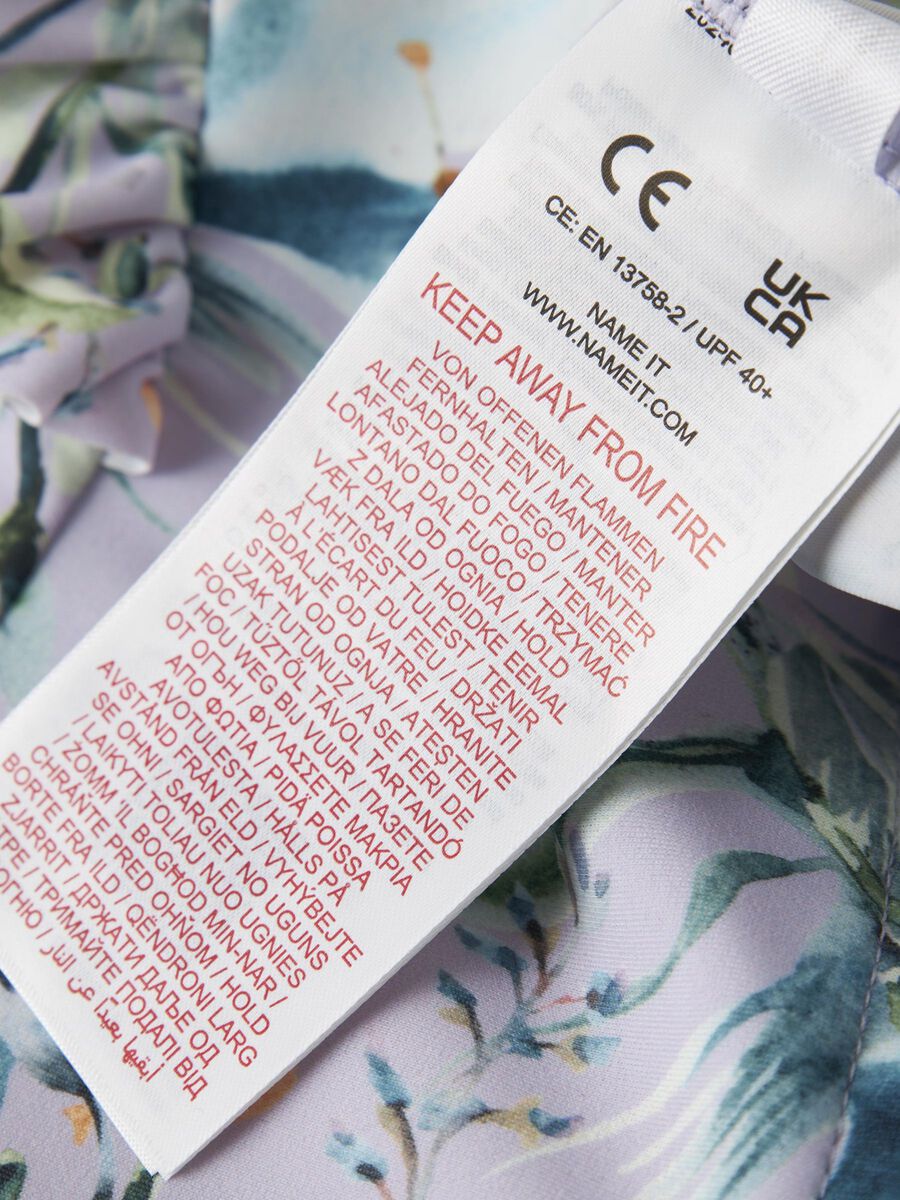 CE
CE: EN 13758-2 / UPF 40+
UK
CA
NAME IT
WWW.NAMEIT.COM
KEEP AWAY FROM FIRE
VON OFFENEN FLAMMEN
FERNHALTEN / MANTENER
ALEJADO DEL FUEGO / MANTER
AFASTADO DO FOGO / TENERE
LONTANO DAL FUOCO / TRZYMAĆ
Z DALA OD OGNIA / HOLD
VÆK FRA ILD / HOIDKE EEMAL
LAHTISEST TULEST / TENIR
À L'ÉCART DU FEU / DRŽATI
PODALJE OD VATRE / HRANITE
STRAN OD OGNJA / ATEŞTEN
UZAK TUTUNUZ / A SE FERI DE
FOC / TÚZTÓL TÁVOL TARTANDÓ
/ HOU WEG BIJ VUUR / ПАЗЕТЕ
ОТ ОГЪН / ΦΥΛΑΣΣΕΤΕ ΜΑΚΡΙΑ
ΑΠΟ ΦΩΤΙΑ / PIDÄ POISSA
AVOTULESTA / HÅLLS PÅ
AVSTÅND FRÅN ELD / VYHÝBEJTE
SE OHNI / SARGIET NO UGUNS
/ LAIKYTI TOLIAU NUO UGNIES
/ ŻOMM 'IL BOGĦOD MIN-NAR /
CHRÁNTE PRED OHŇOM / HOLD
BORTE FRA ILD / QËNDRONI LARG
ZJARRIT / ДРЖАТИ ДАЉЕ ОД
/ ТРИМАЙТЕ ПОДАЛІ ВІД
ОГНЮ / أبقيها بعيداً عن النار